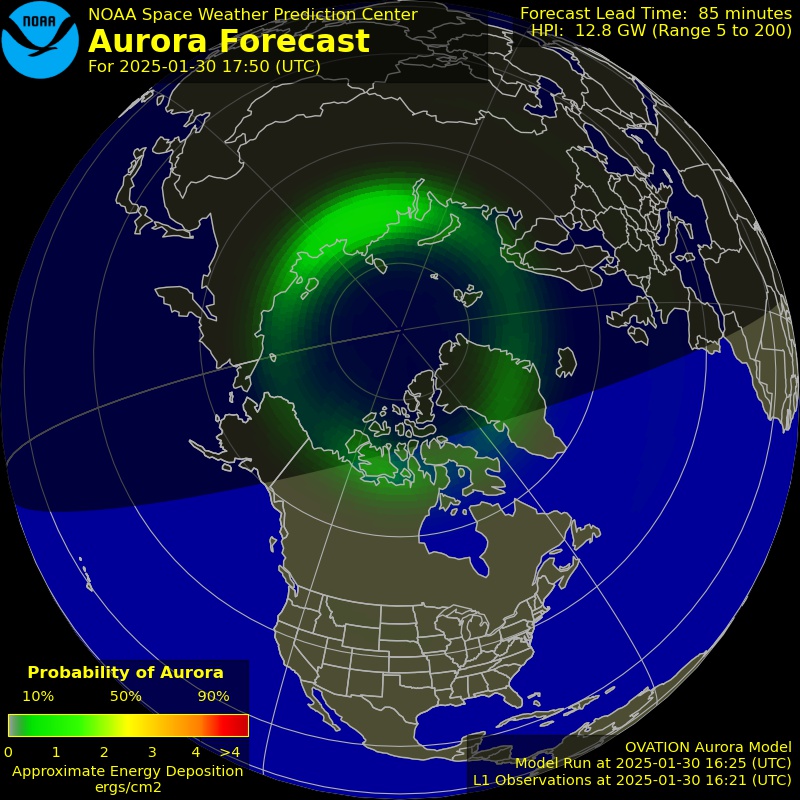 NOAA
NOAA Space Weather Prediction Center
Aurora Forecast
For 2025-01-30 17:50 (UTC)
Forecast Lead Time: 85 minutes
HPI: 12.8 GW (Range 5 to 200)
Probability of Aurora
10% 50% 90%
0 1 2 3 4 >4
Approximate Energy Deposition
ergs/cm2
OVATION Aurora Model
Model Run at 2025-01-30 16:25 (UTC)
L1 Observations at 2025-01-30 16:21 (UTC)